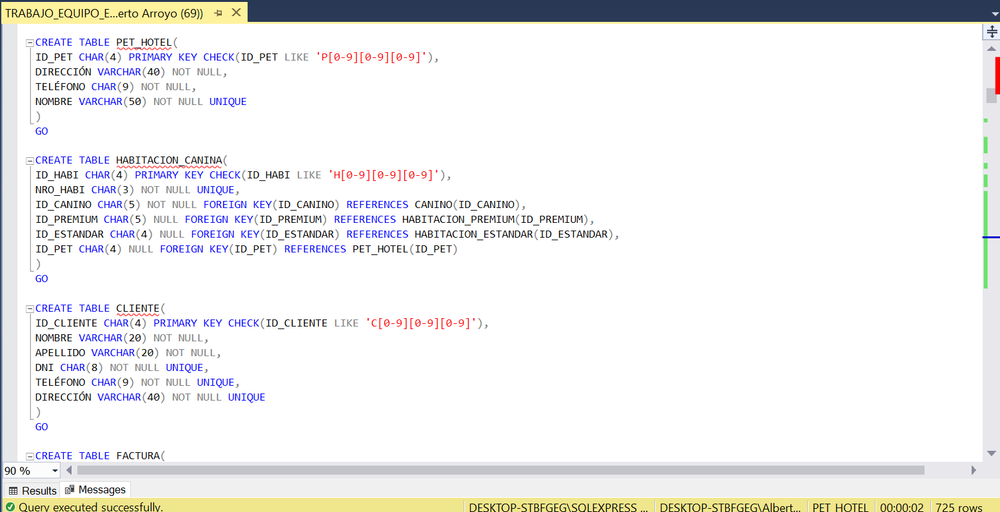 TRABAJO_EQUIPO_E...erto Arroyo (69))
CREATE TABLE PET_HOTEL(
ID_PET CHAR(4) PRIMARY KEY CHECK(ID_PET LIKE 'P[0-9][0-9][0-9]'),
DIRECCIÓN VARCHAR(40) NOT NULL,
TELÉFONO CHAR(9) NOT NULL,
NOMBRE VARCHAR(50) NOT NULL UNIQUE
)
GO
CREATE TABLE HABITACION_CANINA(
ID_HABI CHAR(4) PRIMARY KEY CHECK(ID_HABI LIKE 'H[0-9][0-9][0-9]'),
NRO_HABI CHAR(3) NOT NULL UNIQUE,
ID_CANINO CHAR(5) NOT NULL FOREIGN KEY(ID_CANINO) REFERENCES CANINO(ID_CANINO),
ID_PREMIUM CHAR(5) NULL FOREIGN KEY(ID_PREMIUM) REFERENCES HABITACION_PREMIUM(ID_PREMIUM),
ID_ESTANDAR CHAR(4) NULL FOREIGN KEY(ID_ESTANDAR) REFERENCES HABITACION_ESTANDAR(ID_ESTANDAR),
ID_PET CHAR(4) NULL FOREIGN KEY(ID_PET) REFERENCES PET_HOTEL(ID_PET)
)
GO
CREATE TABLE CLIENTE(
ID_CLIENTE CHAR(4) PRIMARY KEY CHECK(ID_CLIENTE LIKE 'C[0-9][0-9][0-9]'),
NOMBRE VARCHAR(20) NOT NULL,
APELLIDO VARCHAR(20) NOT NULL,
DNI CHAR(8) NOT NULL UNIQUE,
TELÉFONO CHAR(9) NOT NULL UNIQUE,
DIRECCIÓN VARCHAR(40) NOT NULL UNIQUE
)
GO
CREATE TABLE FACTURA(
90 %
Results Messages
Query executed successfully. DESKTOP-STBFGEG\SQLEXPRESS ... DESKTOP-STBFGEG\Albert... PET_HOTEL 00:00:02 725 rows